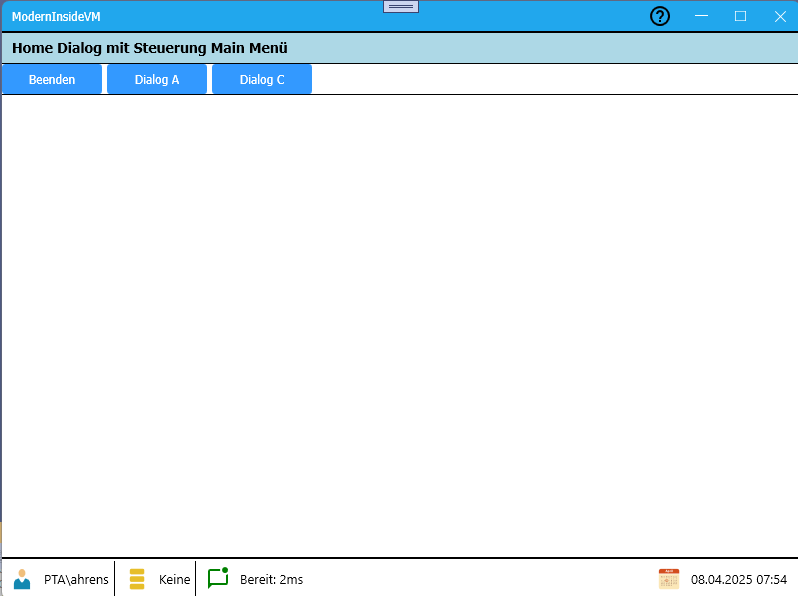 ModernInsideVM
Home Dialog mit Steuerung Main Menü
Beenden Dialog A Dialog C
PTA\ahrens Keine Bereit: 2ms 08.04.2025 07:54